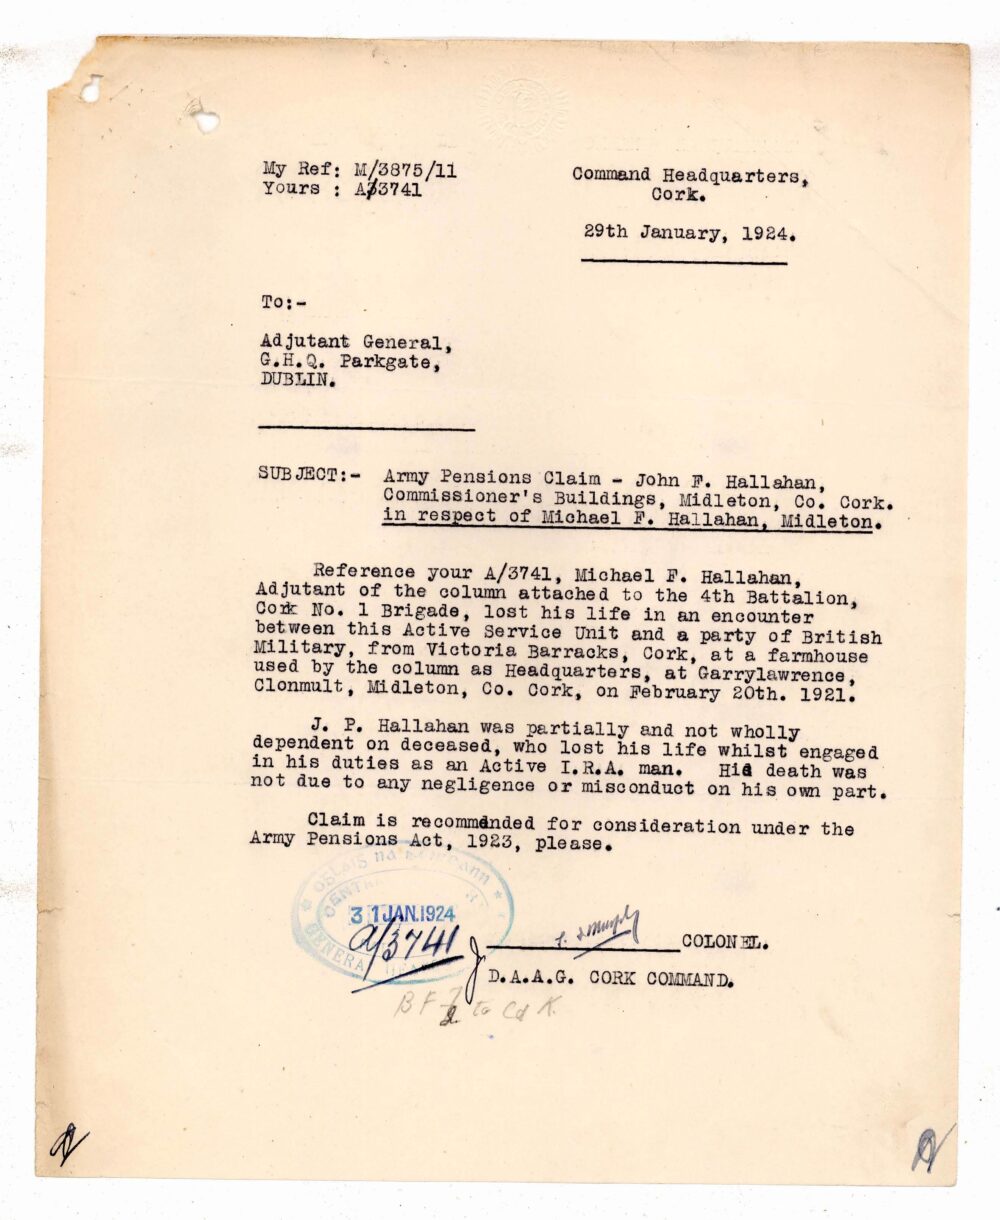 My Ref: M/3875/11
Yours : A/3741
Command Headquarters,
Cork.
29th January, 1924.
To:-
Adjutant General,
G.H.Q. Parkgate,
DUBLIN.
SUBJECT:- Army Pensions Claim - John F. Hallahan,
Commissioner's Buildings, Midleton, Co. Cork.
in respect of Michael F. Hallahan, Midleton.
Reference your A/3741, Michael F. Hallahan,
Adjutant of the column attached to the 4th Battalion,
Cork No. 1 Brigade, lost his life in an encounter
between this Active Service Unit and a party of British
Military, from Victoria Barracks, Cork, at a farmhouse
used by the column as Headquarters, at Garrylawrence,
Clonmult, Midleton, Co. Cork, on February 20th. 1921.
J. P. Hallahan was partially and not wholly
dependent on deceased, who lost his life whilst engaged
in his duties as an Active I.R.A. man. His death was
not due to any negligence or misconduct on his own part.
Claim is recommended for consideration under the
Army Pensions Act, 1923, please.
31 JAN. 1924
A/3741
COLONEL.
D.A.A.G. CORK COMMAND.
BF